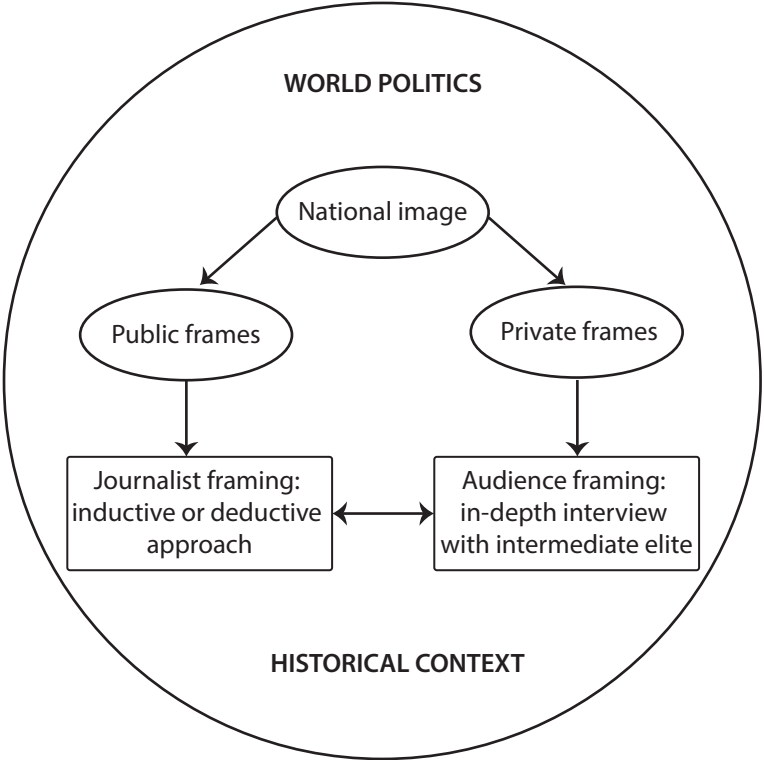 WORLD POLITICS
National image
Public frames
Private frames
Journalist framing:
inductive or deductive
approach
Audience framing:
in-depth interview
with intermediate elite
HISTORICAL CONTEXT